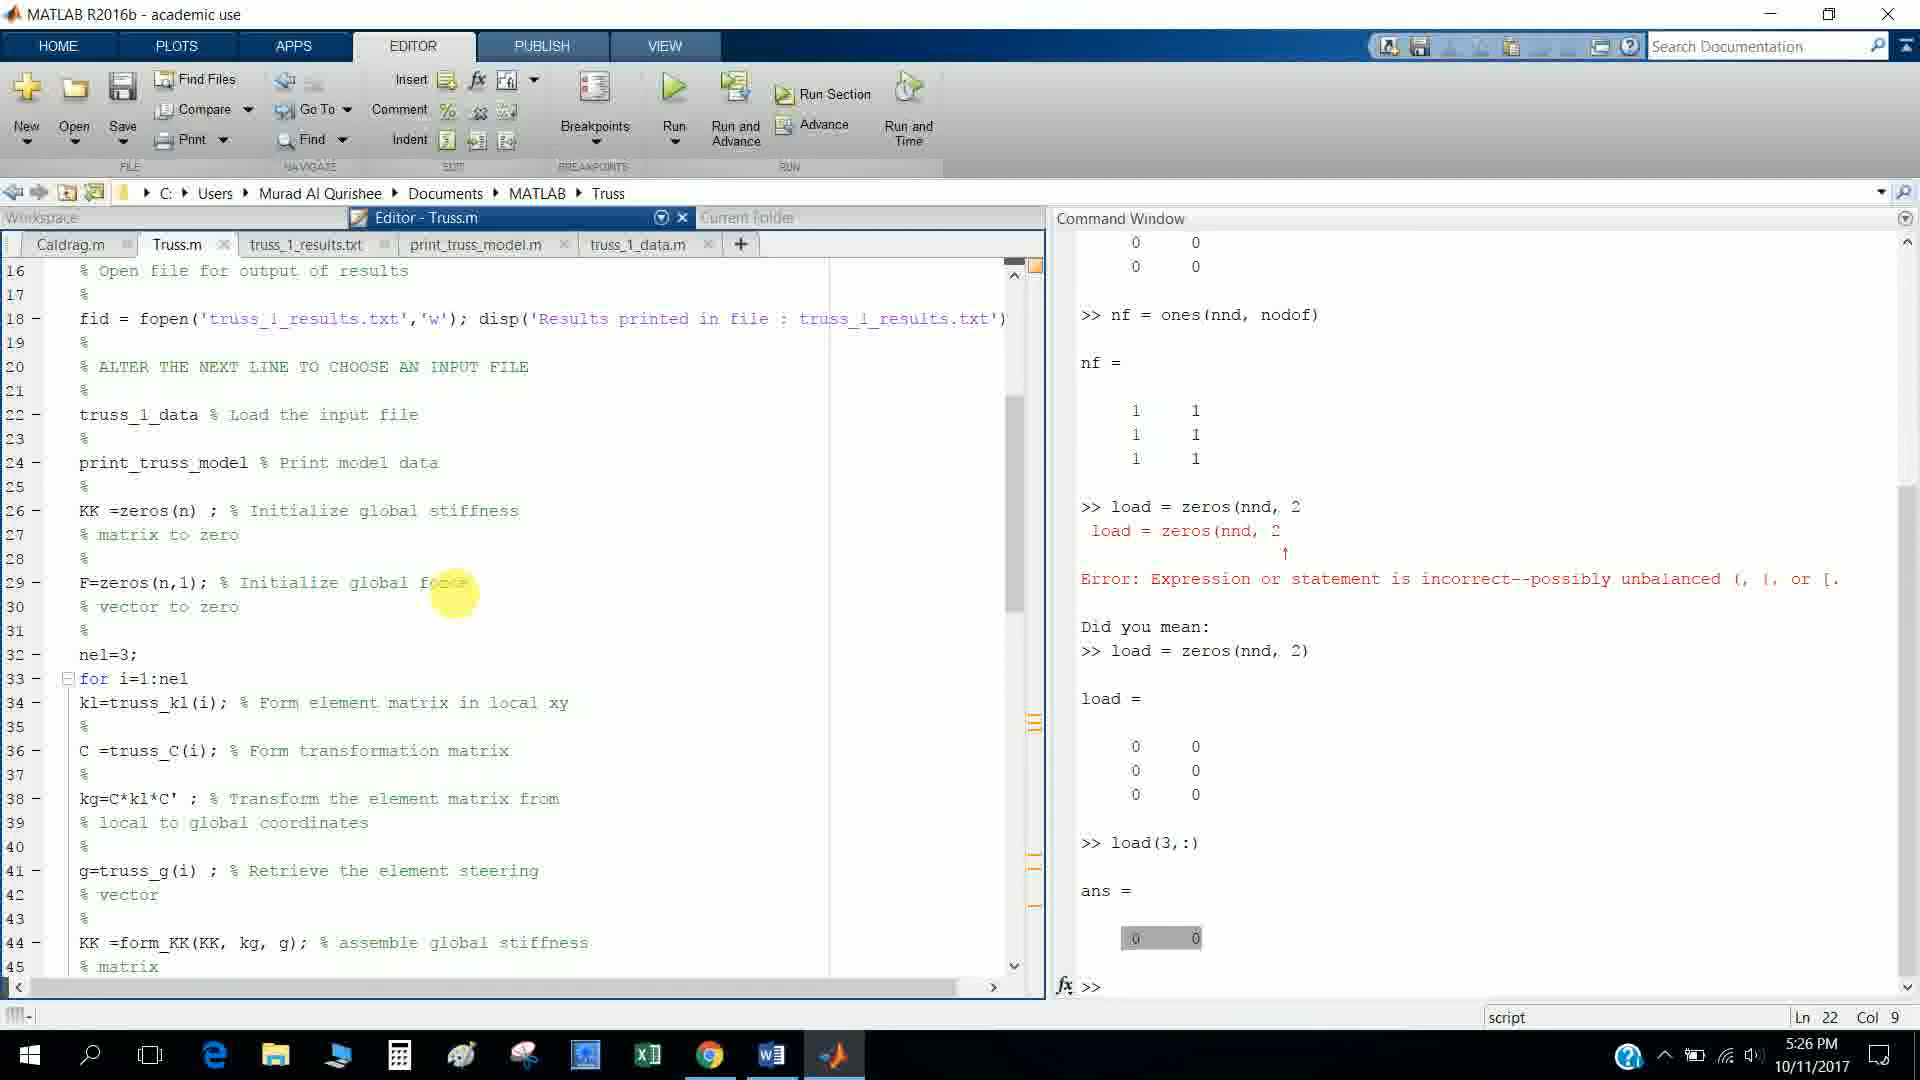 MATLAB R2016b - academic use
HOME PLOTS APPS EDITOR PUBLISH VIEW
Search Documentation
New Open Save
Find Files
Compare
Print
FILE
Go To
Find
NAVIGATE
Insert fx
Comment
Indent
EDIT
Breakpoints
BREAKPOINTS
Run
Run and Advance
Run Section
Advance
Run and Time
RUN
C: Users Murad Al Qurishee Documents MATLAB Truss
Workspace
Editor - Truss.m
Current Folder
Caldrag.m Truss.m truss_1_results.txt print_truss_model.m truss_1_data.m
16 % Open file for output of results
17 %
18 fid = fopen('truss_1_results.txt','w'); disp('Results printed in file : truss_1_results.txt')
19 %
20 % ALTER THE NEXT LINE TO CHOOSE AN INPUT FILE
21 %
22 truss_1_data % Load the input file
23 %
24 print_truss_model % Print model data
25 %
26 KK =zeros(n) ; % Initialize global stiffness
27 % matrix to zero
28 %
29 F=zeros(n,1); % Initialize global force
30 % vector to zero
31 %
32 nel=3;
33 for i=1:nel
34 kl=truss_kl(i); % Form element matrix in local xy
35 %
36 C =truss_C(i); % Form transformation matrix
37 %
38 kg=C*kl*C' ; % Transform the element matrix from
39 % local to global coordinates
40 %
41 g=truss_g(i) ; % Retrieve the element steering
42 % vector
43 %
44 KK =form_KK(KK, kg, g); % assemble global stiffness
45 % matrix
Command Window
0 0
0 0
>> nf = ones(nnd, nodof)
nf =
1 1
1 1
1 1
>> load = zeros(nnd, 2
load = zeros(nnd, 2
↑
Error: Expression or statement is incorrect--possibly unbalanced (, {, or [.
Did you mean:
>> load = zeros(nnd, 2)
load =
0 0
0 0
0 0
>> load(3,:)
ans =
0 0
fx >>
script
Ln 22 Col 9
5:26 PM
10/11/2017